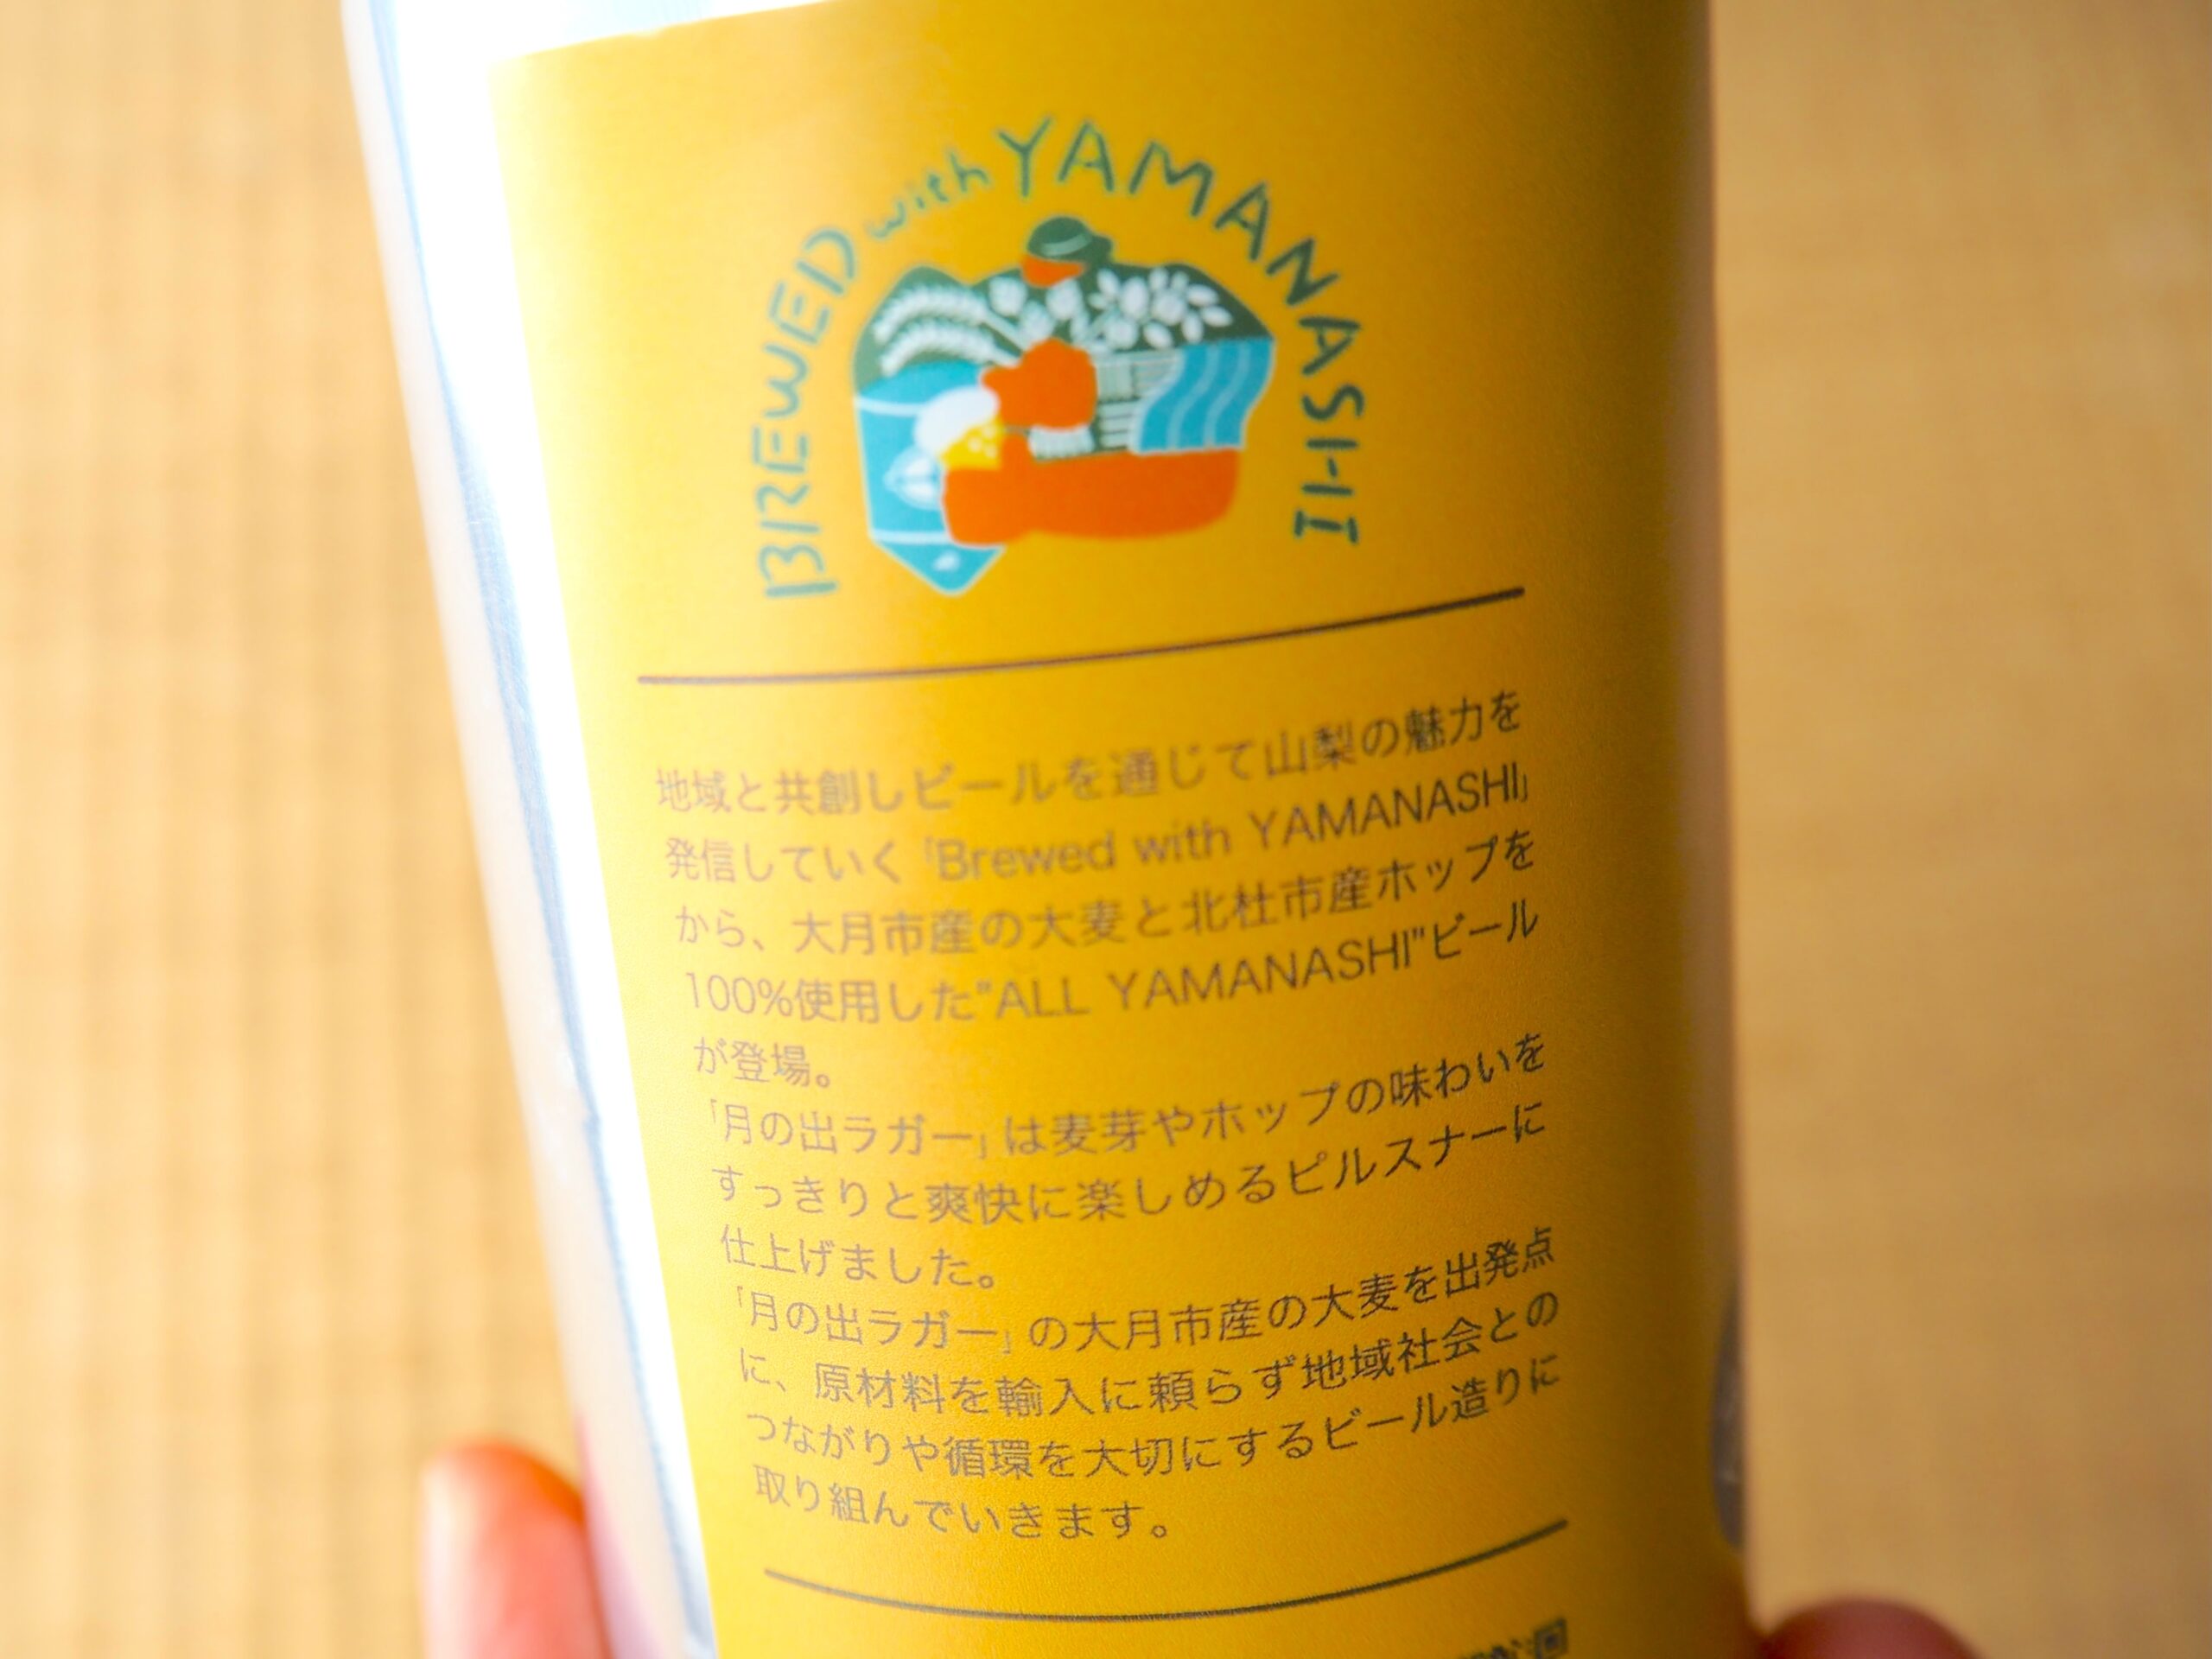 BREWED with YAMANASHI
地域と共創しビールを通じて山梨の魅力を
発信していく「Brewed with YAMANASHI」
から、大月市産の大麦と北杜市産ホップを
100%使用した"ALL YAMANASHI"ビール
が登場。
「月の出ラガー」は麦芽やホップの味わいを
すっきりと爽快に楽しめるピルスナーに
仕上げました。
「月の出ラガー」の大月市産の大麦を出発点
に、原材料を輸入に頼らず地域社会との
つながりや循環を大切にするビール造りに
取り組んでいきます。